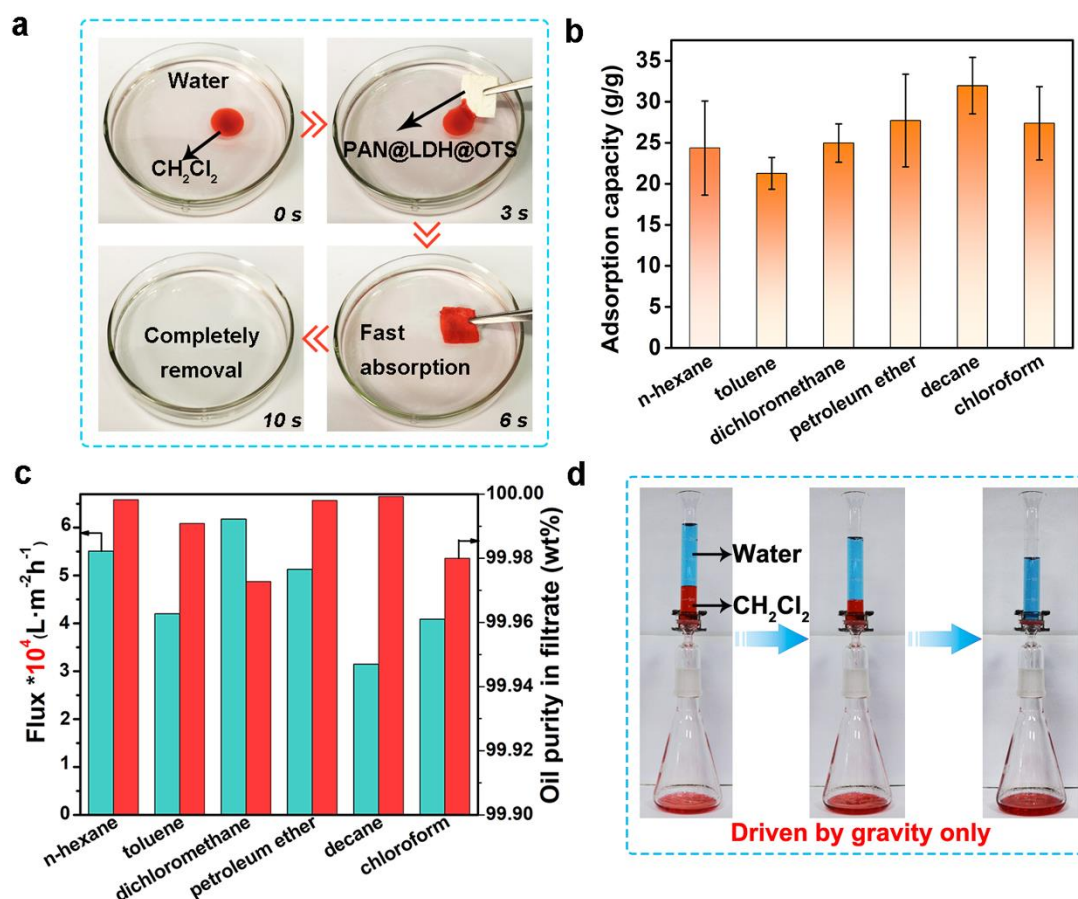 a
Water
CH2Cl2
0 s
PAN@LDH@OTS
3 s
Completely
removal
10 s
Fast
absorption
6 s
b
Adsorption capacity (g/g)
35
30
25
20
15
10
5
0
n-hexane
toluene
dichloromethane
petroleum ether
decane
chloroform
c
Flux *10⁴(L·m⁻²h⁻¹)
6
5
4
3
2
1
0
100.00
99.98
99.96
99.94
99.92
99.90
Oil purity in filtrate (wt%)
n-hexane
toluene
dichloromethane
petroleum ether
decane
chloroform
d
Water
CH2Cl2
Driven by gravity only